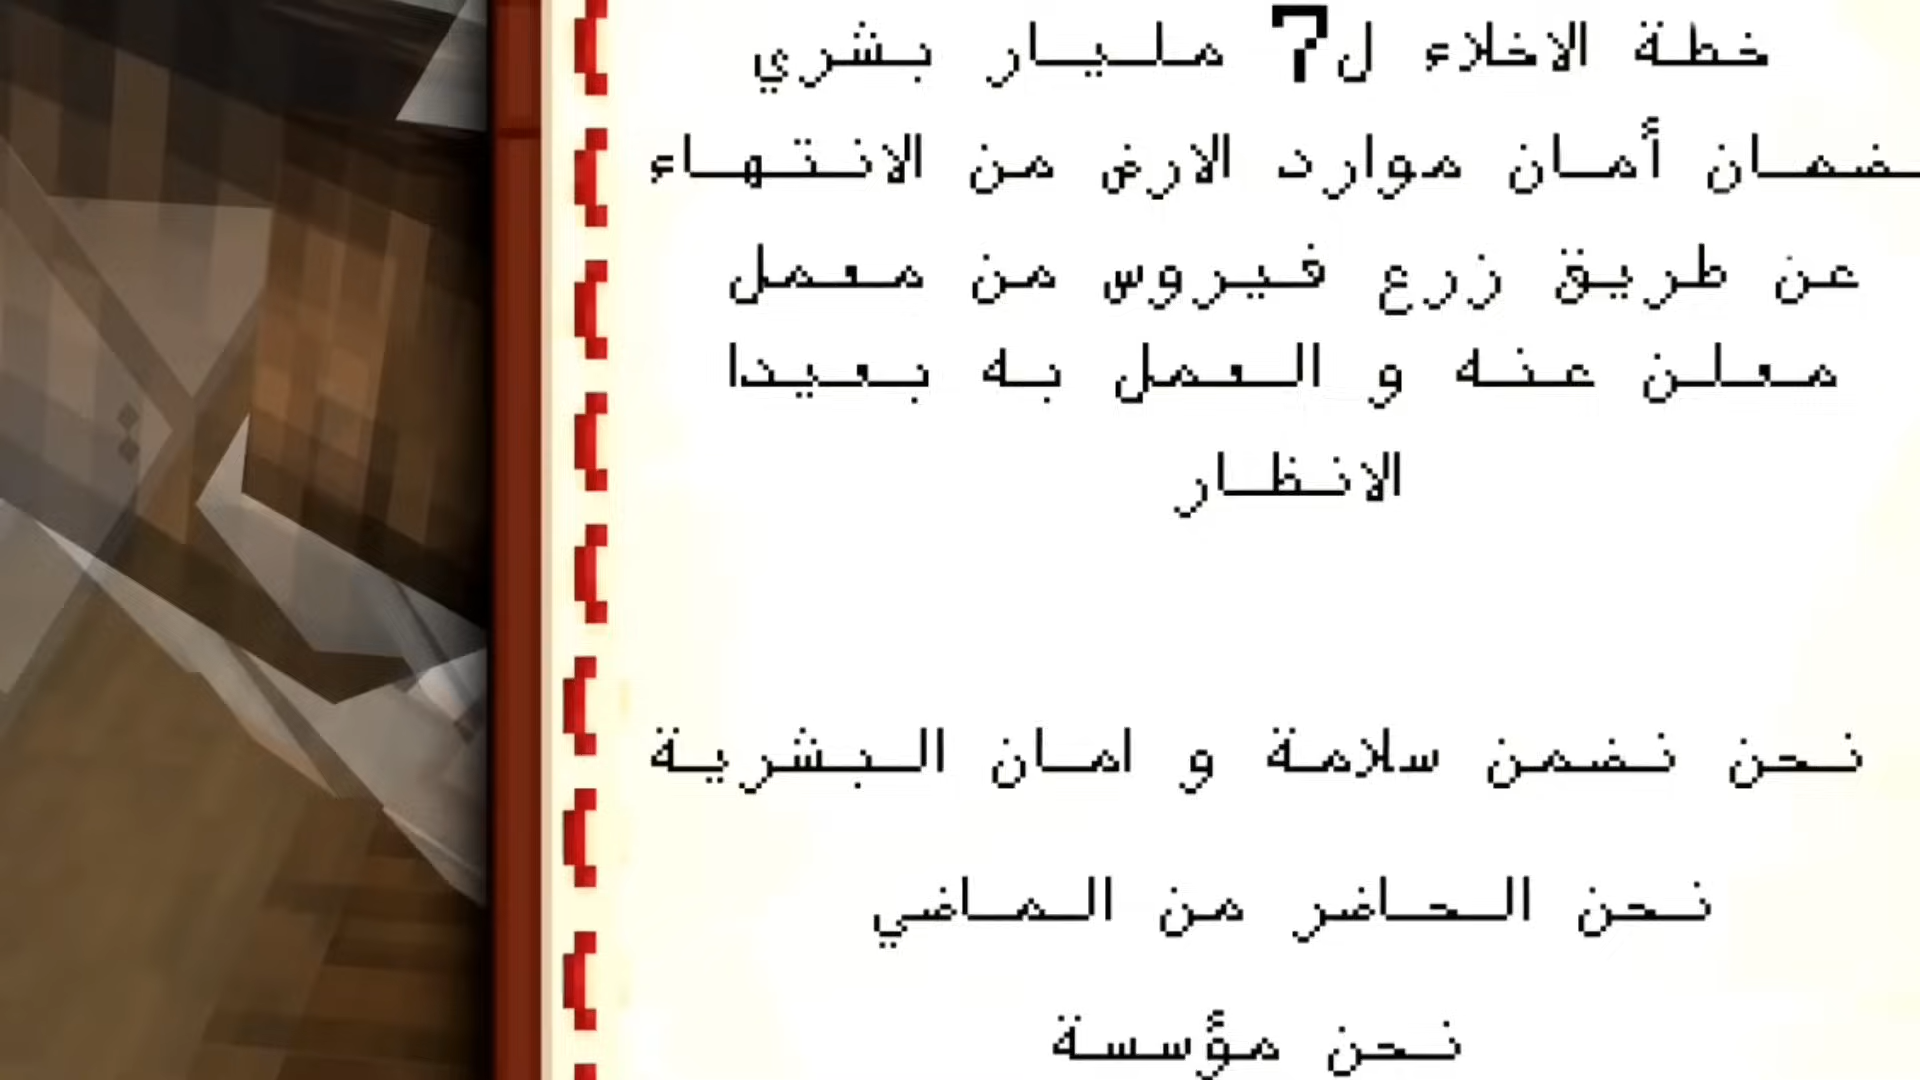 خطة الاخلاء ل7 مليار بشري
ضمان أمان موارد الارض من الانتهاء
عن طريق زرع فيروس من معمل
معلن عنه و العمل به بعيدا
الانظار
نحن نضمن سلامة و امان البشرية
نحن الحاضر من الماضي
نحن مؤسسة